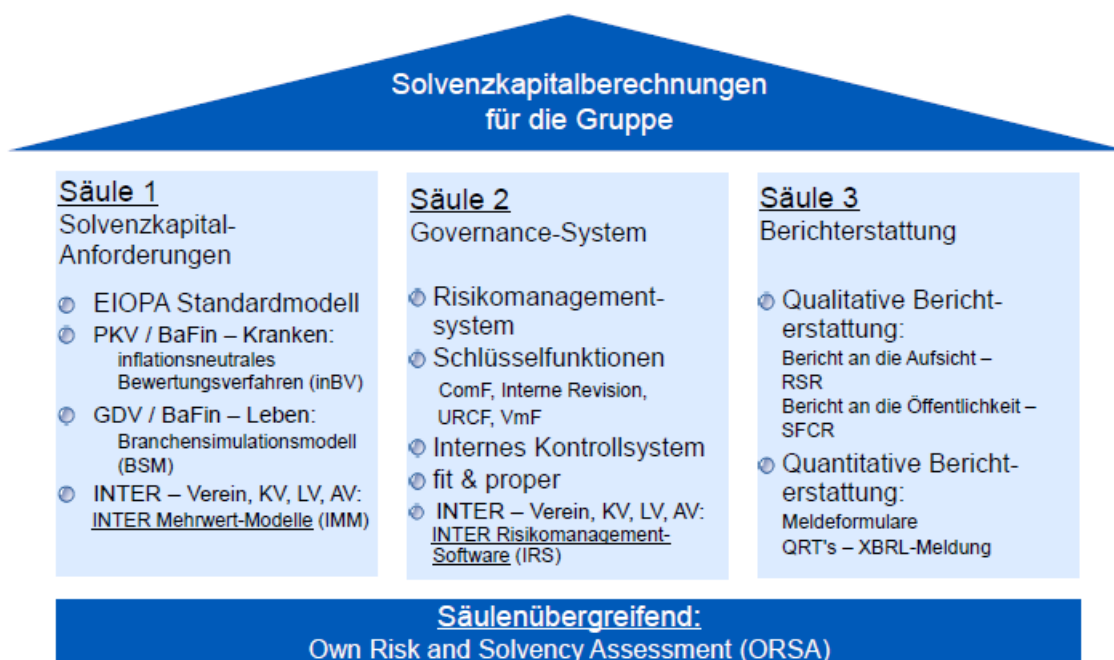 Solvenzkapitalberechnungen
für die Gruppe
Säule 1
Solvenzkapital-
Anforderungen
EIOPA Standardmodell
PKV / BaFin – Kranken:
inflationsneutrales
Bewertungsverfahren (inBV)
GDV / BaFin – Leben:
Branchensimulationsmodell
(BSM)
INTER – Verein, KV, LV, AV:
INTER Mehrwert-Modelle (IMM)
Säule 2
Governance-System
Risikomanagement-
system
Schlüsselfunktionen
ComF, Interne Revision,
URCF, VmF
Internes Kontrollsystem
fit & proper
INTER – Verein, KV, LV, AV:
INTER Risikomanagement-
Software (IRS)
Säule 3
Berichterstattung
Qualitative Bericht-
erstattung:
Bericht an die Aufsicht –
RSR
Bericht an die Öffentlichkeit –
SFCR
Quantitative Bericht-
erstattung:
Meldeformulare
QRT's – XBRL-Meldung
Säulenübergreifend:
Own Risk and Solvency Assessment (ORSA)